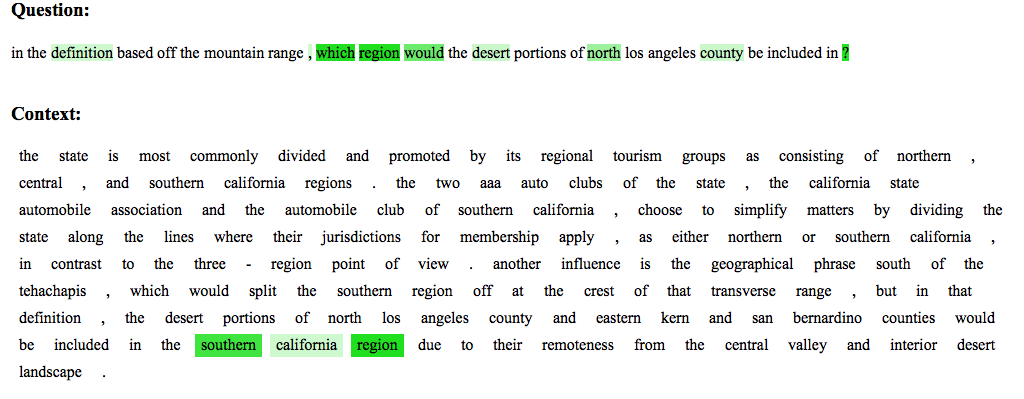 Question:
in the definition based off the mountain range , which region would the desert portions of north los angeles county be included in ?
Context:
the state is most commonly divided and promoted by its regional tourism groups as consisting of northern ,
central , and southern california regions . the two aaa auto clubs of the state , the california state
automobile association and the automobile club of southern california , choose to simplify matters by dividing the
state along the lines where their jurisdictions for membership apply , as either northern or southern california ,
in contrast to the three - region point of view . another influence is the geographical phrase south of the
tehachapis , which would split the southern region off at the crest of that transverse range , but in that
definition , the desert portions of north los angeles county and eastern kern and san bernardino counties would
be included in the southern california region due to their remoteness from the central valley and interior desert
landscape .